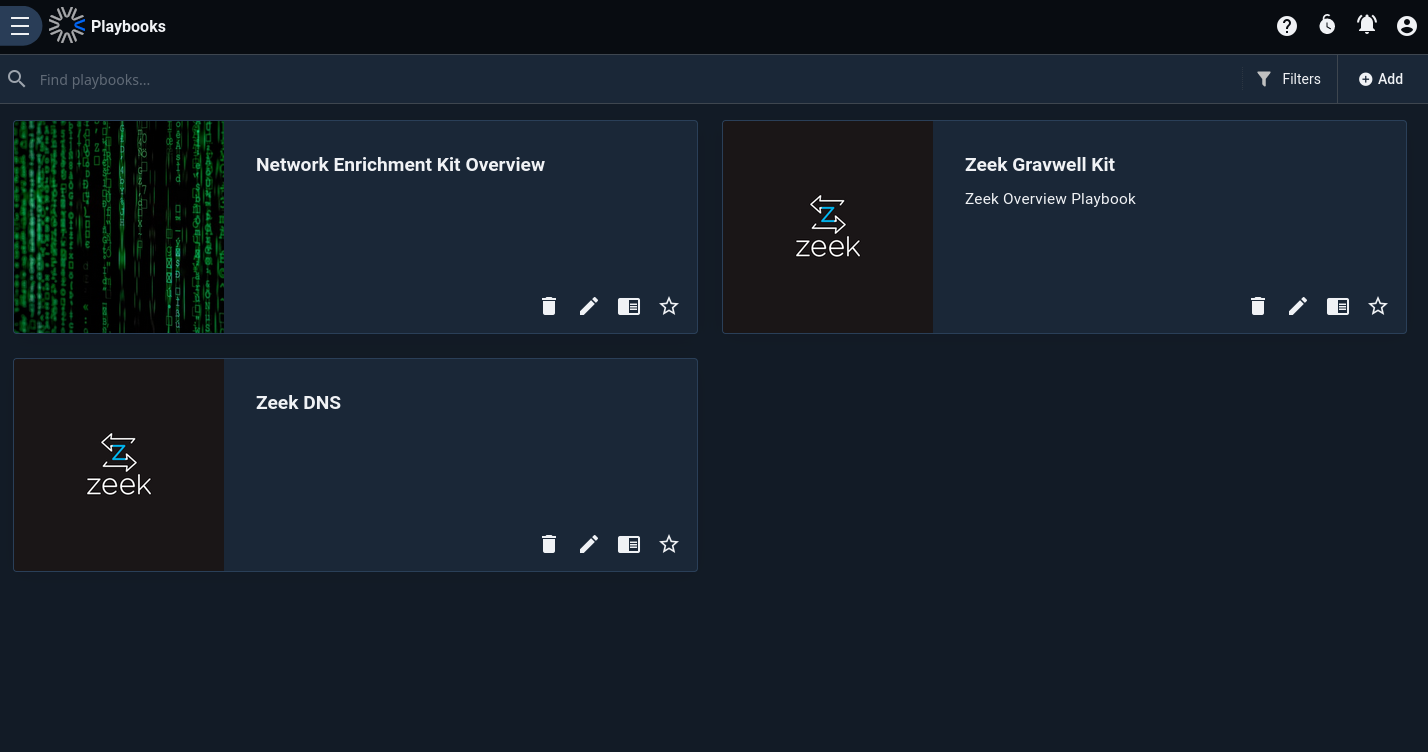 Playbooks
Find playbooks...
Filters
Add
Network Enrichment Kit Overview
Zeek Gravwell Kit
Zeek Overview Playbook
Z
zeek
Zeek DNS
Z
zeek